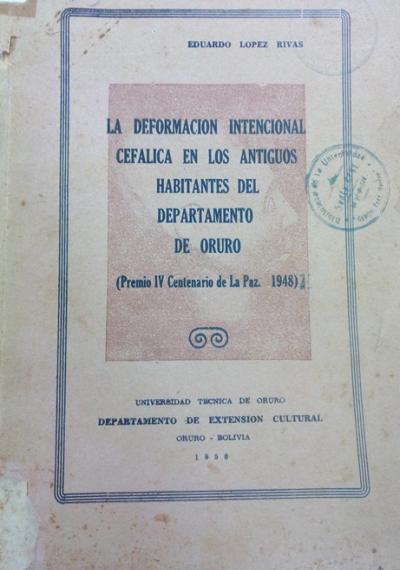 EDUARDO LOPEZ RIVAS
LA DEFORMACION INTENCIONAL
CEFALICA EN LOS ANTIGUOS
HABITANTES DEL
DEPARTAMENTO
DE ORURO
(Premio IV Centenario de La Paz. 1948)
UNIVERSIDAD TECNICA DE ORURO
DEPARTAMENTO DE EXTENSION CULTURAL
ORURO - BOLIVIA